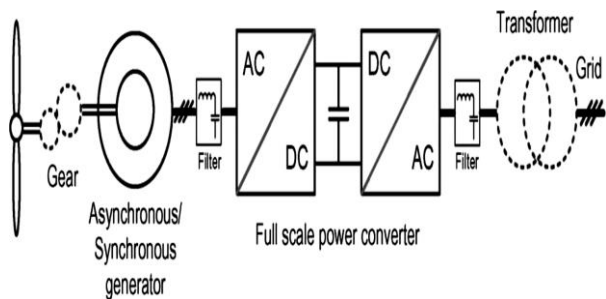 Transformer
Grid
AC
DC
DC
AC
Gear
Filter
Filter
Asynchronous/
Synchronous
generator
Full scale power converter